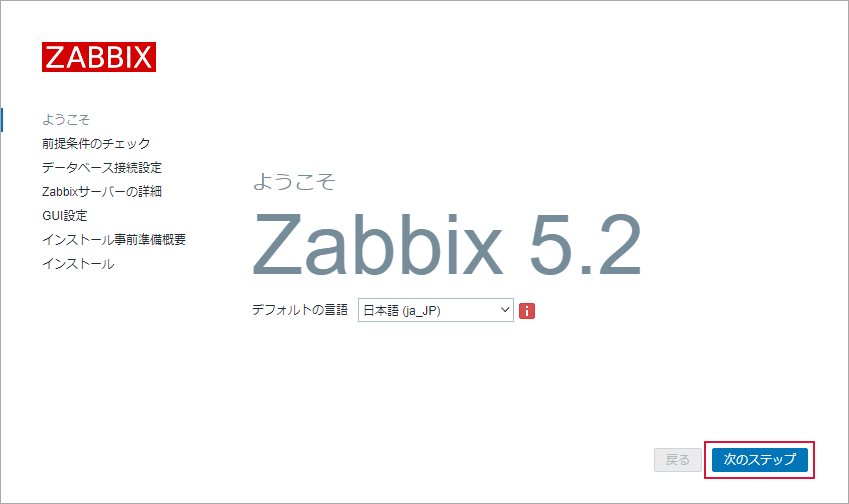 ZABBIX
ようこそ
前提条件のチェック
データベース接続設定
Zabbixサーバーの詳細
GUI設定
インストール事前準備概要
インストール
ようこそ
Zabbix 5.2
デフォルトの言語 日本語 (ja_JP) i
戻る 次のステップ